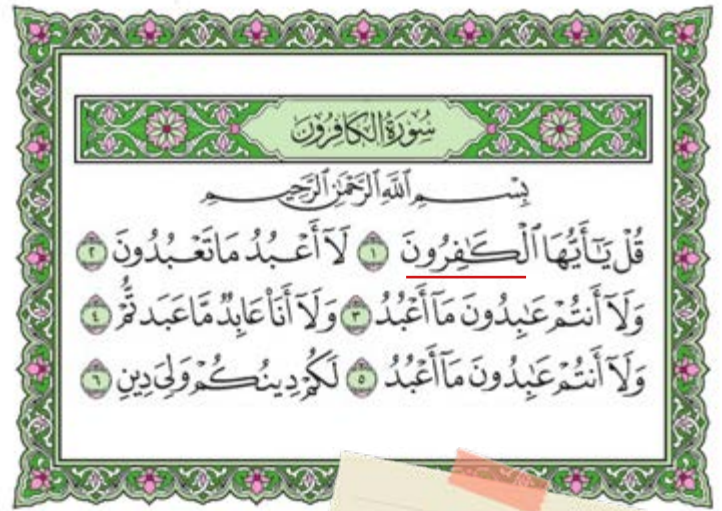 سُورَةُ الْكَافِرُونَ
بِسْمِ ٱللَّهِ ٱلرَّحْمَٰنِ ٱلرَّحِيمِ
قُلْ يَٰٓأَيُّهَا ٱلْكَٰفِرُونَ ١ لَآ أَعْبُدُ مَا تَعْبُدُونَ ٢
وَلَآ أَنتُمْ عَٰبِدُونَ مَآ أَعْبُدُ ٣ وَلَآ أَنَا۠ عَابِدٌ مَّا عَبَدتُّمْ ٤
وَلَآ أَنتُمْ عَٰبِدُونَ مَآ أَعْبُدُ ٥ لَكُمْ دِينُكُمْ وَلِيَ دِينِ ٦